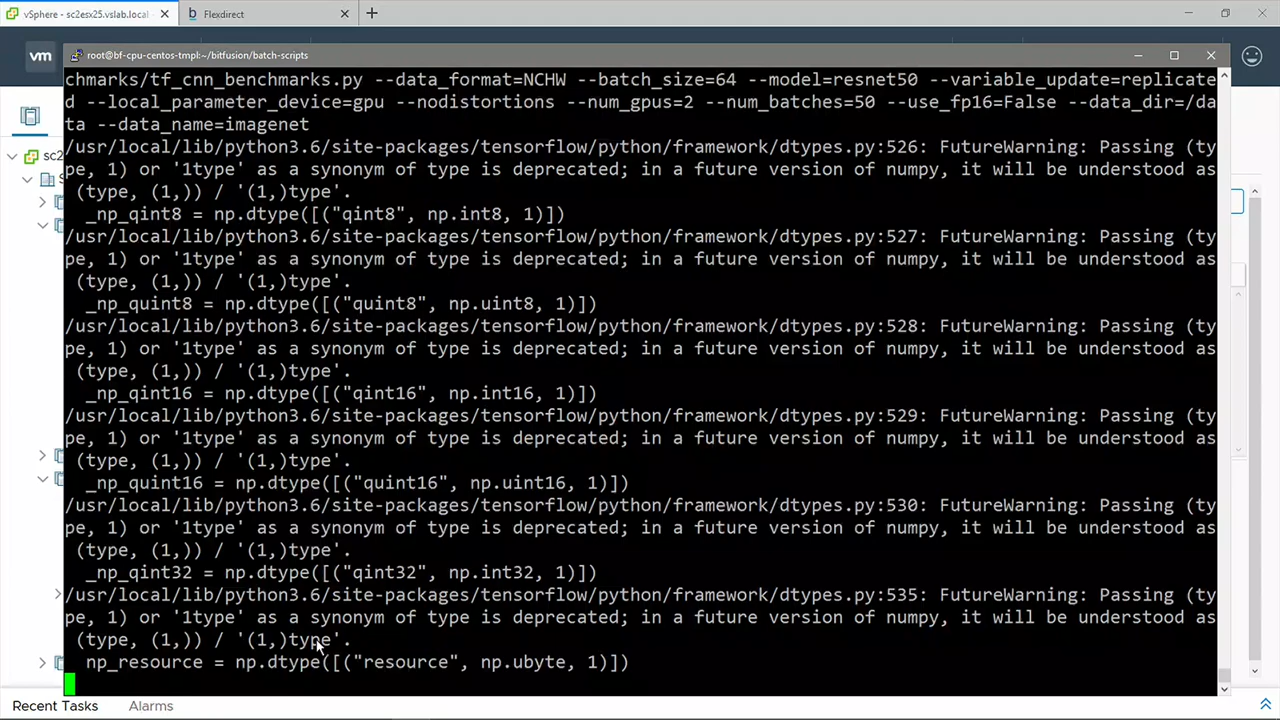 vSphere - sc2esx25.vslab.local
Flexdirect
vm
root@bf-cpu-centos-tmpl:~/bitfusion/batch-scripts
chmarks/tf_cnn_benchmarks.py --data_format=NCHW --batch_size=64 --model=resnet50 --variable_update=replicate
d --local_parameter_device=gpu --nodistortions --num_gpus=2 --num_batches=50 --use_fp16=False --data_dir=/da
ta --data_name=imagenet
/usr/local/lib/python3.6/site-packages/tensorflow/python/framework/dtypes.py:526: FutureWarning: Passing (ty
pe, 1) or '1type' as a synonym of type is deprecated; in a future version of numpy, it will be understood as
(type, (1,)) / '(1,)type'.
_np_qint8 = np.dtype([("qint8", np.int8, 1)])
/usr/local/lib/python3.6/site-packages/tensorflow/python/framework/dtypes.py:527: FutureWarning: Passing (ty
pe, 1) or '1type' as a synonym of type is deprecated; in a future version of numpy, it will be understood as
(type, (1,)) / '(1,)type'.
_np_quint8 = np.dtype([("quint8", np.uint8, 1)])
/usr/local/lib/python3.6/site-packages/tensorflow/python/framework/dtypes.py:528: FutureWarning: Passing (ty
pe, 1) or '1type' as a synonym of type is deprecated; in a future version of numpy, it will be understood as
(type, (1,)) / '(1,)type'.
_np_qint16 = np.dtype([("qint16", np.int16, 1)])
/usr/local/lib/python3.6/site-packages/tensorflow/python/framework/dtypes.py:529: FutureWarning: Passing (ty
pe, 1) or '1type' as a synonym of type is deprecated; in a future version of numpy, it will be understood as
(type, (1,)) / '(1,)type'.
_np_quint16 = np.dtype([("quint16", np.uint16, 1)])
/usr/local/lib/python3.6/site-packages/tensorflow/python/framework/dtypes.py:530: FutureWarning: Passing (ty
pe, 1) or '1type' as a synonym of type is deprecated; in a future version of numpy, it will be understood as
(type, (1,)) / '(1,)type'.
_np_qint32 = np.dtype([("qint32", np.int32, 1)])
/usr/local/lib/python3.6/site-packages/tensorflow/python/framework/dtypes.py:535: FutureWarning: Passing (ty
pe, 1) or '1type' as a synonym of type is deprecated; in a future version of numpy, it will be understood as
(type, (1,)) / '(1,)type'.
np_resource = np.dtype([("resource", np.ubyte, 1)])
sc2
Recent Tasks
Alarms